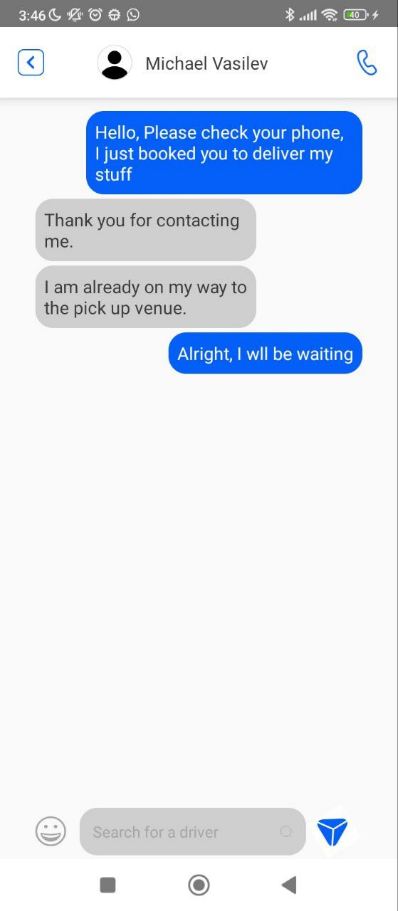 3:46
40
Michael Vasilev
Hello, Please check your phone,
I just booked you to deliver my
stuff
Thank you for contacting
me.
I am already on my way to
the pick up venue.
Alright, I wll be waiting
Search for a driver